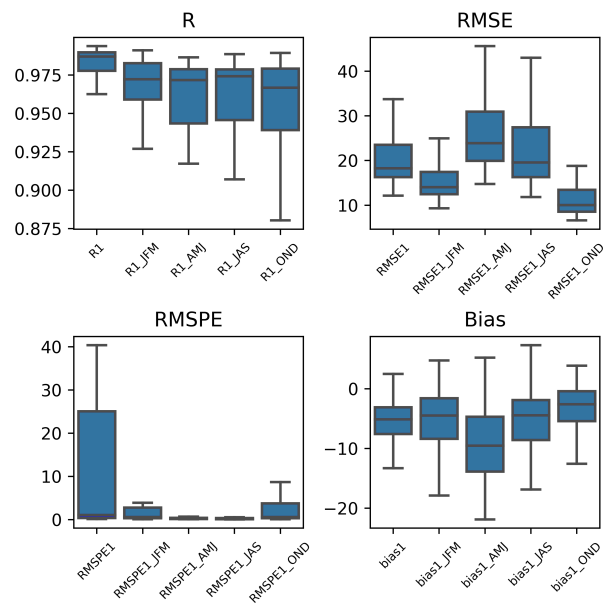 R
0.975
0.950
0.925
0.900
0.875
R1
R1_JFM
R1_AMJ
R1_JAS
R1_OND
RMSE
40
30
20
10
RMSE1
RMSE1_JFM
RMSE1_AMJ
RMSE1_JAS
RMSE1_OND
RMSPE
40
30
20
10
0
RMSPE1
RMSPE1_JFM
RMSPE1_AMJ
RMSPE1_JAS
RMSPE1_OND
Bias
0
−10
−20
bias1
bias1_JFM
bias1_AMJ
bias1_JAS
bias1_OND